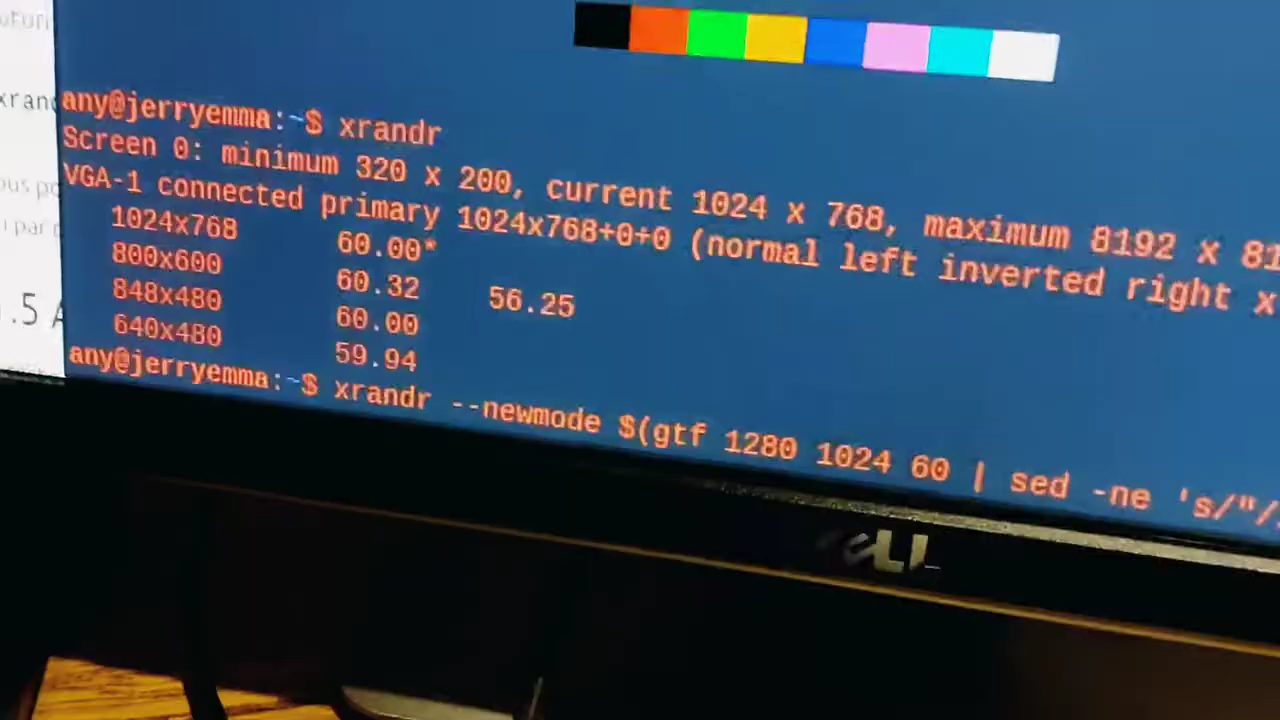 any@jerryemma:~$ xrandr
Screen 0: minimum 320 x 200, current 1024 x 768, maximum 8192 x 81
VGA-1 connected primary 1024x768+0+0 (normal left inverted right x
1024x768 60.00*
800x600 60.32 56.25
848x480 60.00
640x480 59.94
any@jerryemma:~$ xrandr --newmode $(gtf 1280 1024 60 | sed -ne 's/"/